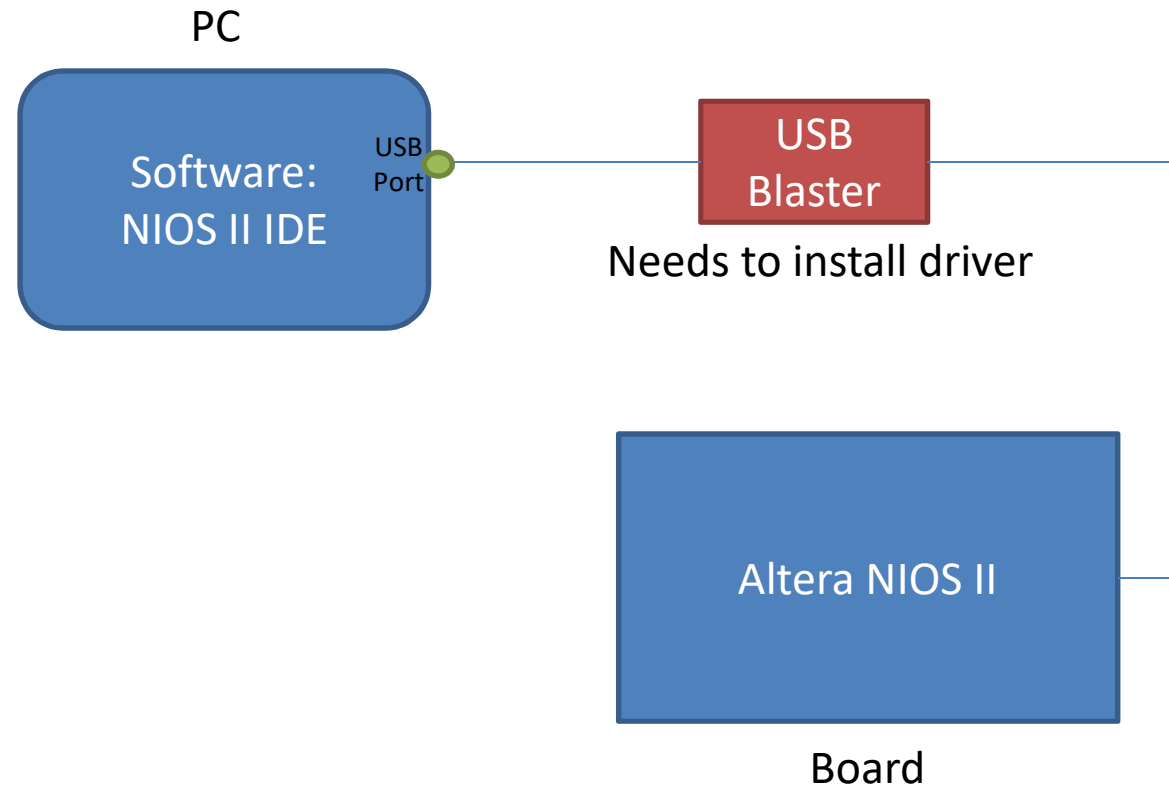 PC
Software:
NIOS II IDE
USB
Port
USB
Blaster
Needs to install driver
Altera NIOS II
Board